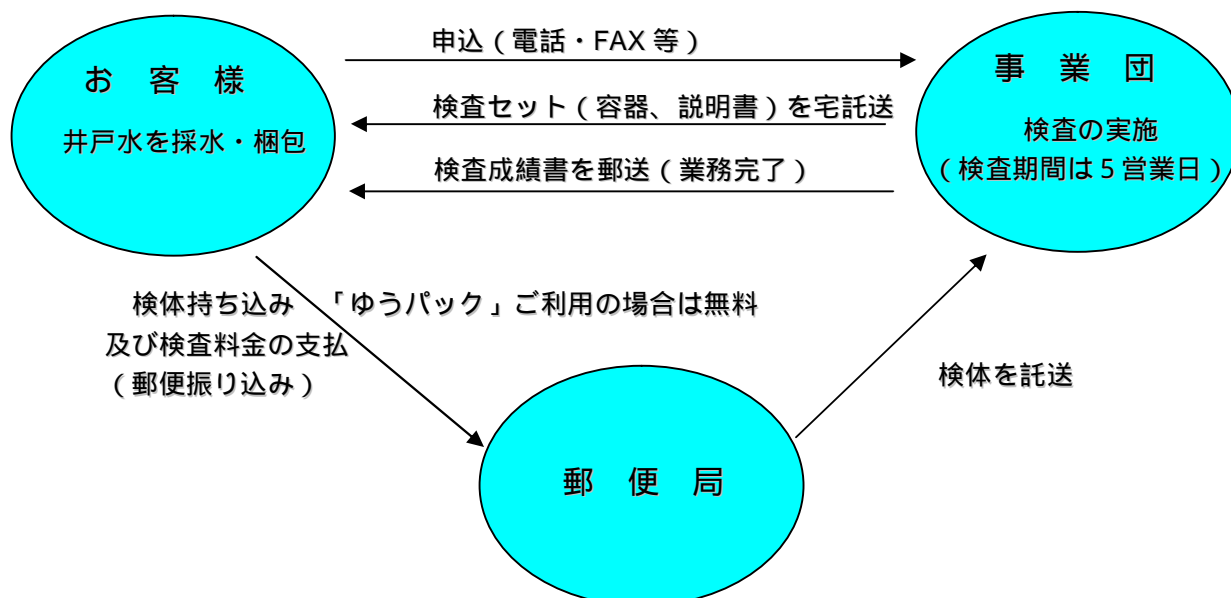 申込（電話・FAX 等）
お　客　様
事　業　団
検査セット（容器、説明書）を宅託送
井戸水を採水・梱包
検査の実施
検査成績書を郵送（業務完了）
（検査期間は５営業日）
検体持ち込み　「ゆうパック」ご利用の場合は無料
及び検査料金の支払
（郵便振り込み）
検体を託送
郵　便　局